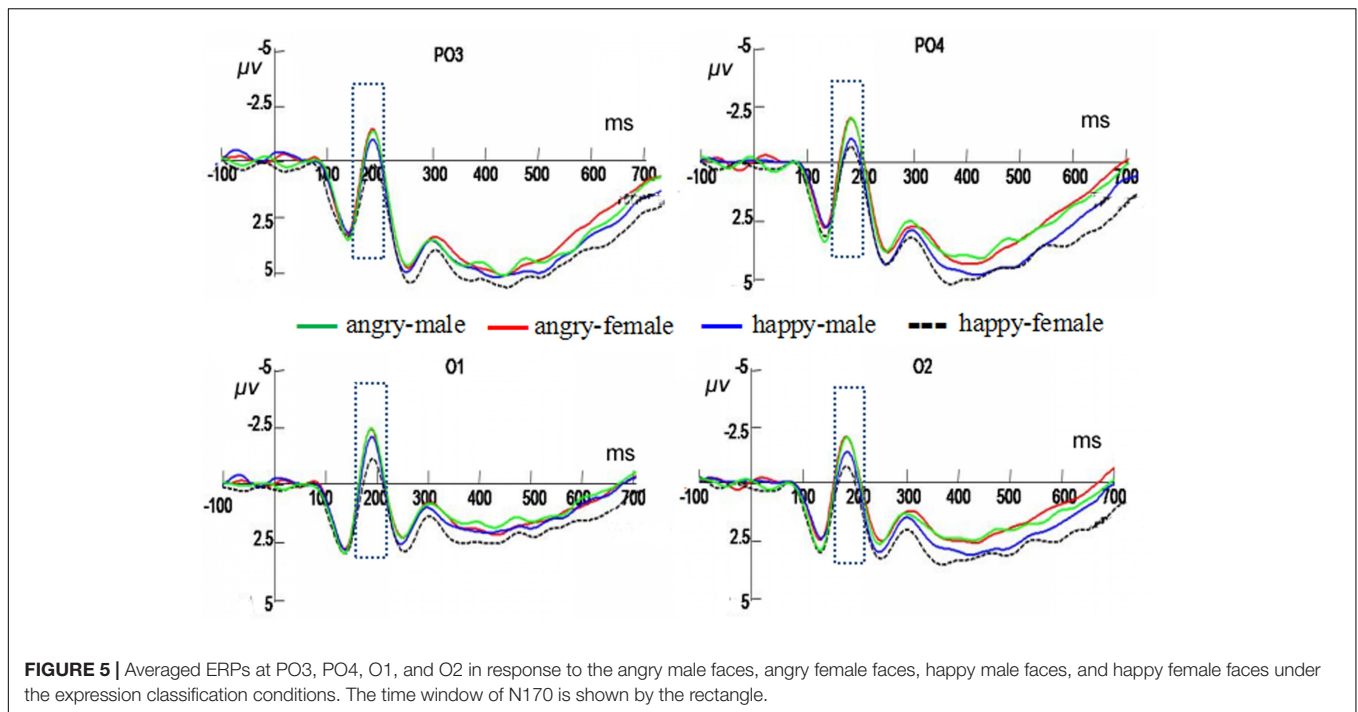 -5
μv
PO3
-2.5
ms
-100 100 200 300 400 500 600 700
2.5
5
-5
μv
PO4
-2.5
ms
-100 100 200 300 400 500 600 700
2.5
5
angry-male angry-female happy-male happy-female
-5
μv
O1
-2.5
ms
-100 100 200 300 400 500 600 700
2.5
5
-5
μv
O2
-2.5
ms
-100 100 200 300 400 500 600 700
2.5
5
FIGURE 5 | Averaged ERPs at PO3, PO4, O1, and O2 in response to the angry male faces, angry female faces, happy male faces, and happy female faces under
the expression classification conditions. The time window of N170 is shown by the rectangle.